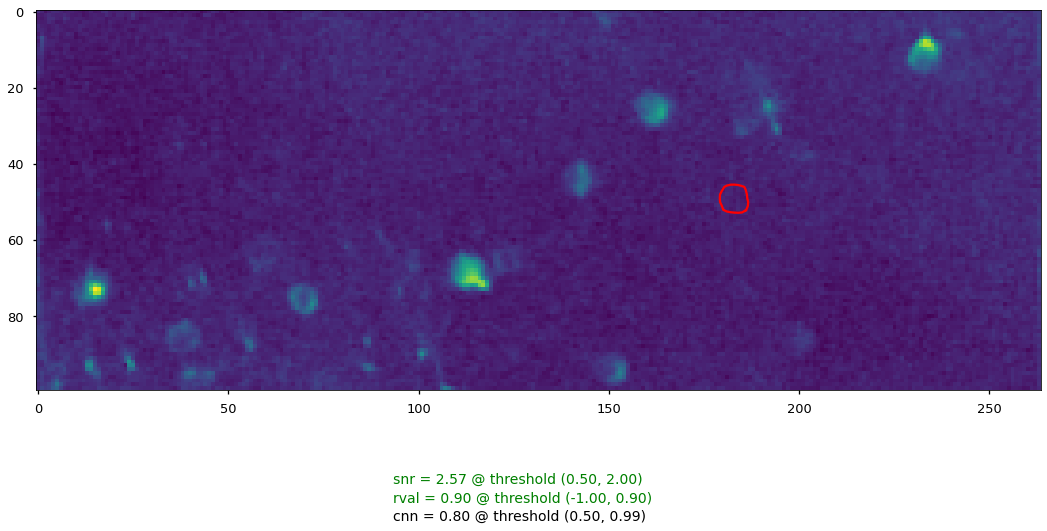 0
20
40
60
80
0 50 100 150 200 250
snr = 2.57 @ threshold (0.50, 2.00)
rval = 0.90 @ threshold (-1.00, 0.90)
cnn = 0.80 @ threshold (0.50, 0.99)